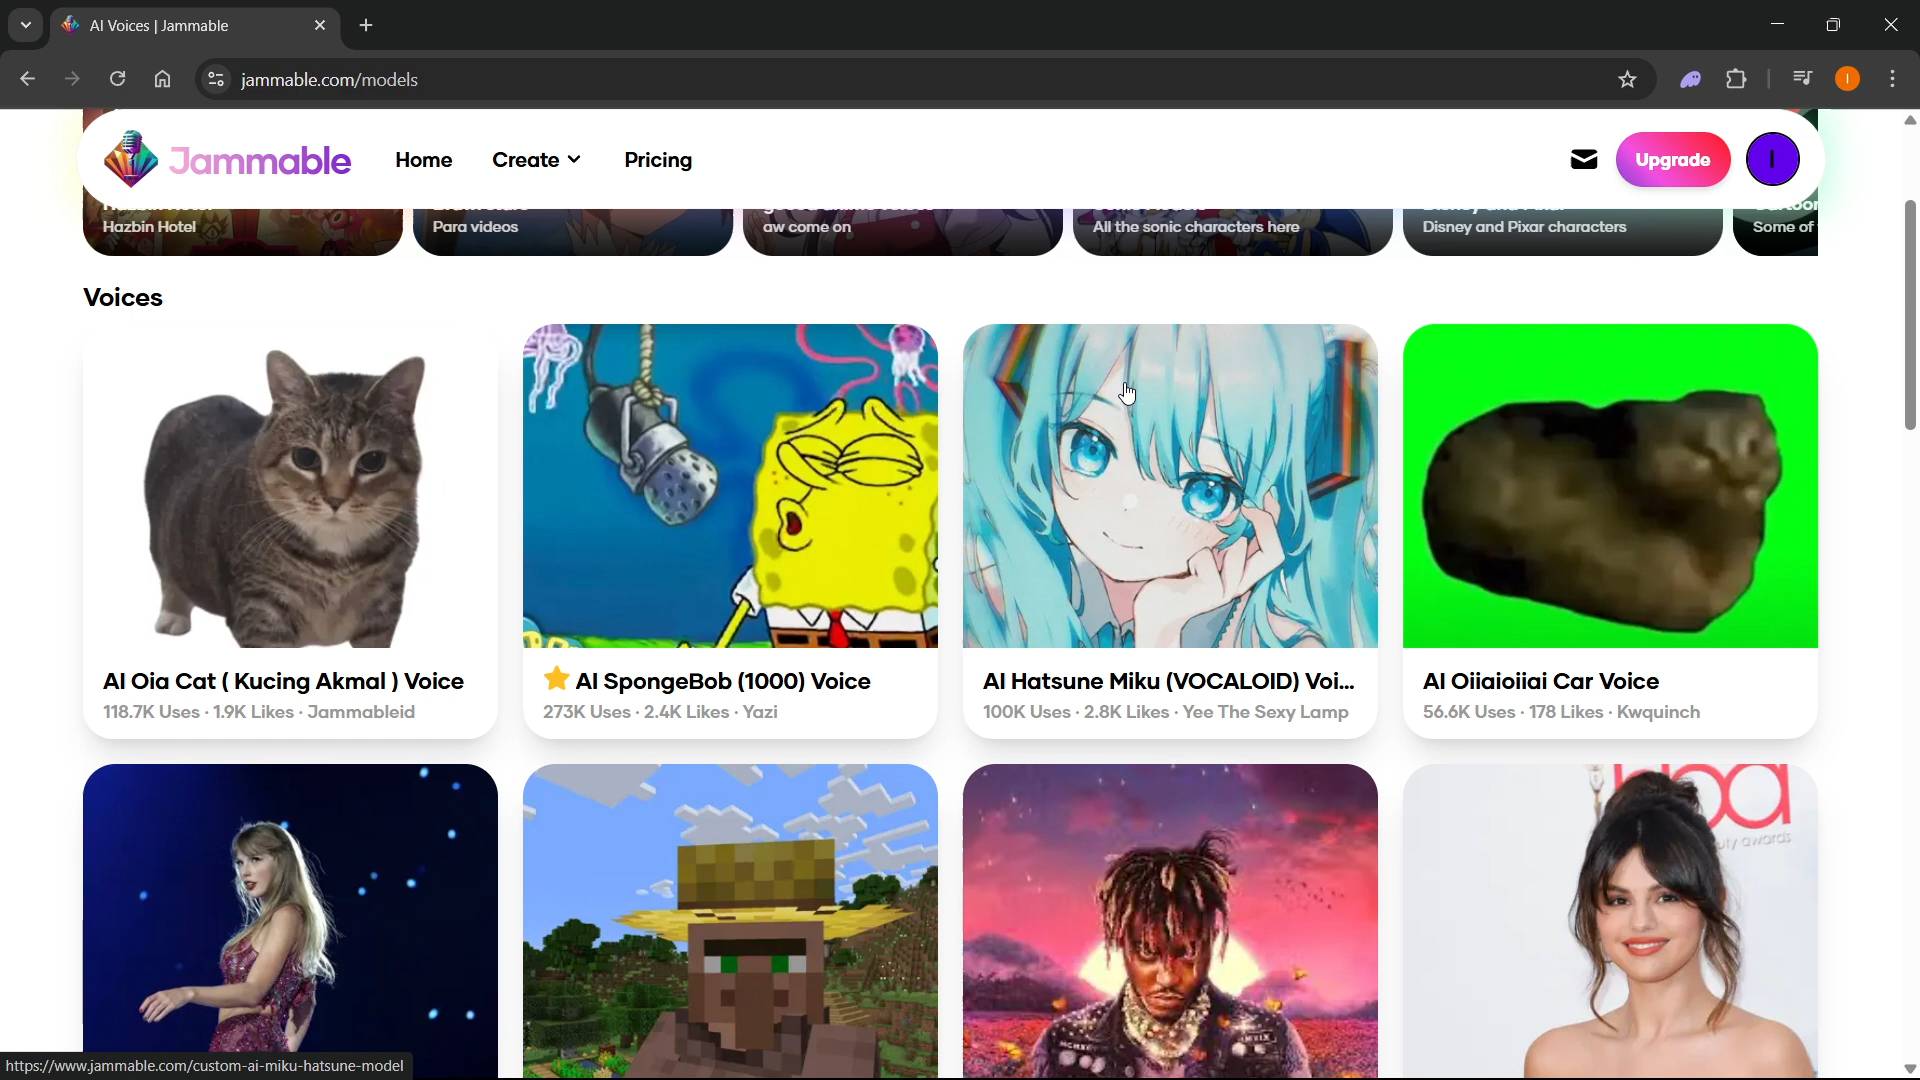 AI Voices | Jammable
jammable.com/models
I
Jammable
Home
Create
Pricing
Upgrade
I
Hazbin Hotel
Para videos
aw come on
All the sonic characters here
Disney and Pixar characters
Some of
Voices
AI Oia Cat ( Kucing Akmal ) Voice
118.7K Uses · 1.9K Likes · Jammableid
AI SpongeBob (1000) Voice
273K Uses · 2.4K Likes · Yazi
AI Hatsune Miku (VOCALOID) Voi...
100K Uses · 2.8K Likes · Yee The Sexy Lamp
AI Oiiaioiiai Car Voice
56.6K Uses · 178 Likes · Kwquinch
https://www.jammable.com/custom-ai-miku-hatsune-model